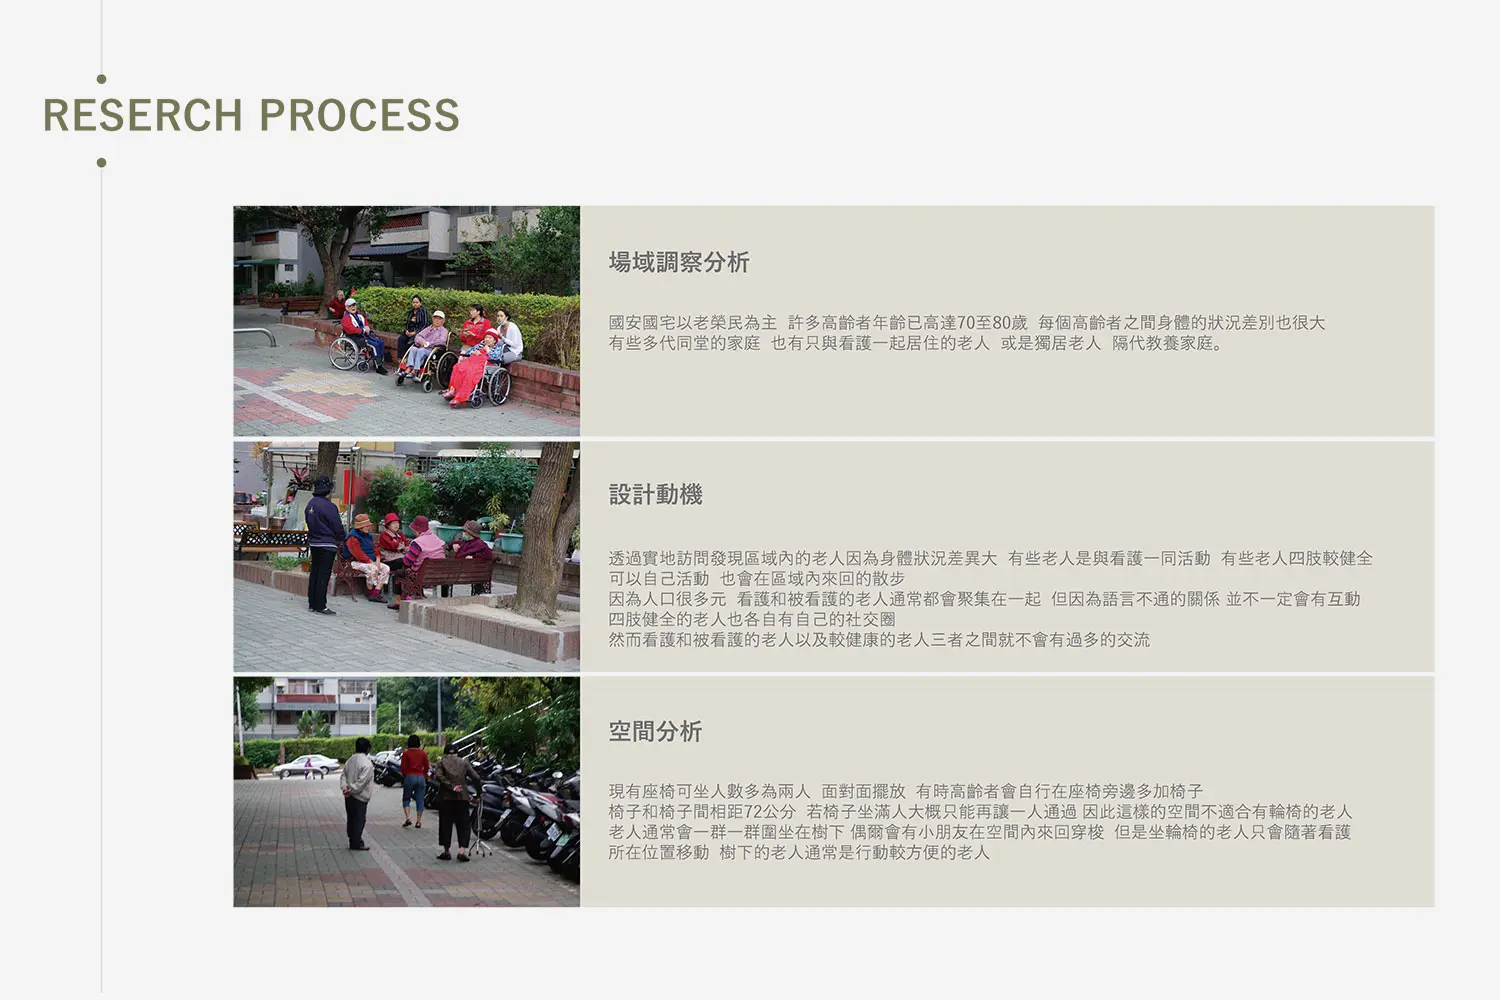 RESERCH PROCESS
場域調察分析
國安國宅以老榮民為主 許多高齡者年齡已高達70至80歲 每個高齡者之間身體的狀況差別也很大
有些多代同堂的家庭 也有只與看護一起居住的老人 或是獨居老人 隔代教養家庭。
設計動機
透過實地訪問發現區域內的老人因為身體狀況差異大 有些老人是與看護一同活動 有些老人四肢較健全
可以自己活動 也會在區域內來回的散步
因為人口很多元 看護和被看護的老人通常都會聚集在一起 但因為語言不通的關係 並不一定會有互動
四肢健全的老人也各自有自己的社交圈
然而看護和被看護的老人以及較健康的老人三者之間就不會有過多的交流
空間分析
現有座椅可坐人數多為兩人 面對面擺放 有時高齡者會自行在座椅旁邊多加椅子
椅子和椅子間相距72公分 若椅子坐滿人大概只能再讓一人通過 因此這樣的空間不適合有輪椅的老人
老人通常會一群一群圍坐在樹下 偶爾會有小朋友在空間內來回穿梭 但是坐輪椅的老人只會隨著看護
所在位置移動 樹下的老人通常是行動較方便的老人